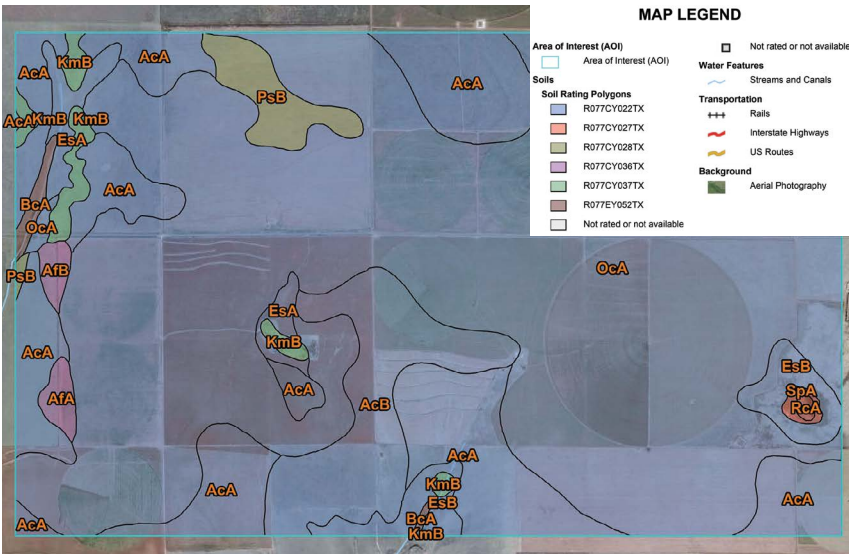 MAP LEGEND
Area of Interest (AOI)
Area of Interest (AOI)
Soils
Soil Rating Polygons
R077CY022TX
R077CY027TX
R077CY028TX
R077CY036TX
R077CY037TX
R077EY052TX
Not rated or not available
Not rated or not available
Water Features
Streams and Canals
Transportation
Rails
Interstate Highways
US Routes
Background
Aerial Photography
KmB
AcA
AcA
AcA
PsB
AcA
KmB
KmB
EsA
AcA
BcA
OcA
PsB
AfB
OcA
EsA
KmB
AcA
AcA
AfA
AcB
EsB
SpA
RcA
AcA
KmB
AcA
EsB
AcA
BcA
AcA
KmB